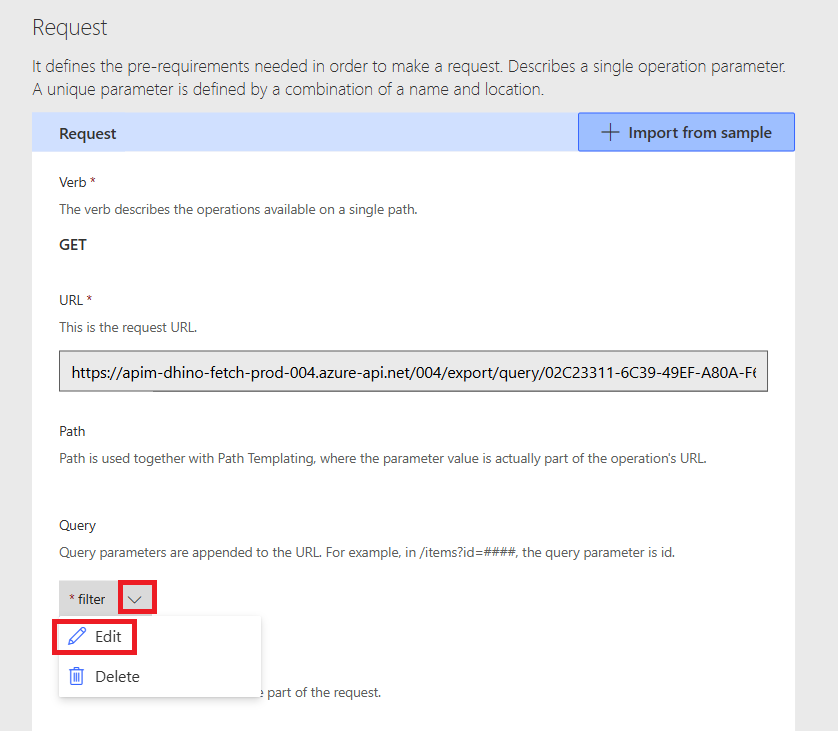 Request
It defines the pre-requirements needed in order to make a request. Describes a single operation parameter.
A unique parameter is defined by a combination of a name and location.
Request
Import from sample
Verb *
The verb describes the operations available on a single path.
GET
URL *
This is the request URL.
https://apim-dhino-fetch-prod-004.azure-api.net/004/export/query/02C23311-6C39-49EF-A80A-F6
Path
Path is used together with Path Templating, where the parameter value is actually part of the operation's URL.
Query
Query parameters are appended to the URL. For example, in /items?id=####, the query parameter is id.
* filter
Edit
Delete
e part of the request.